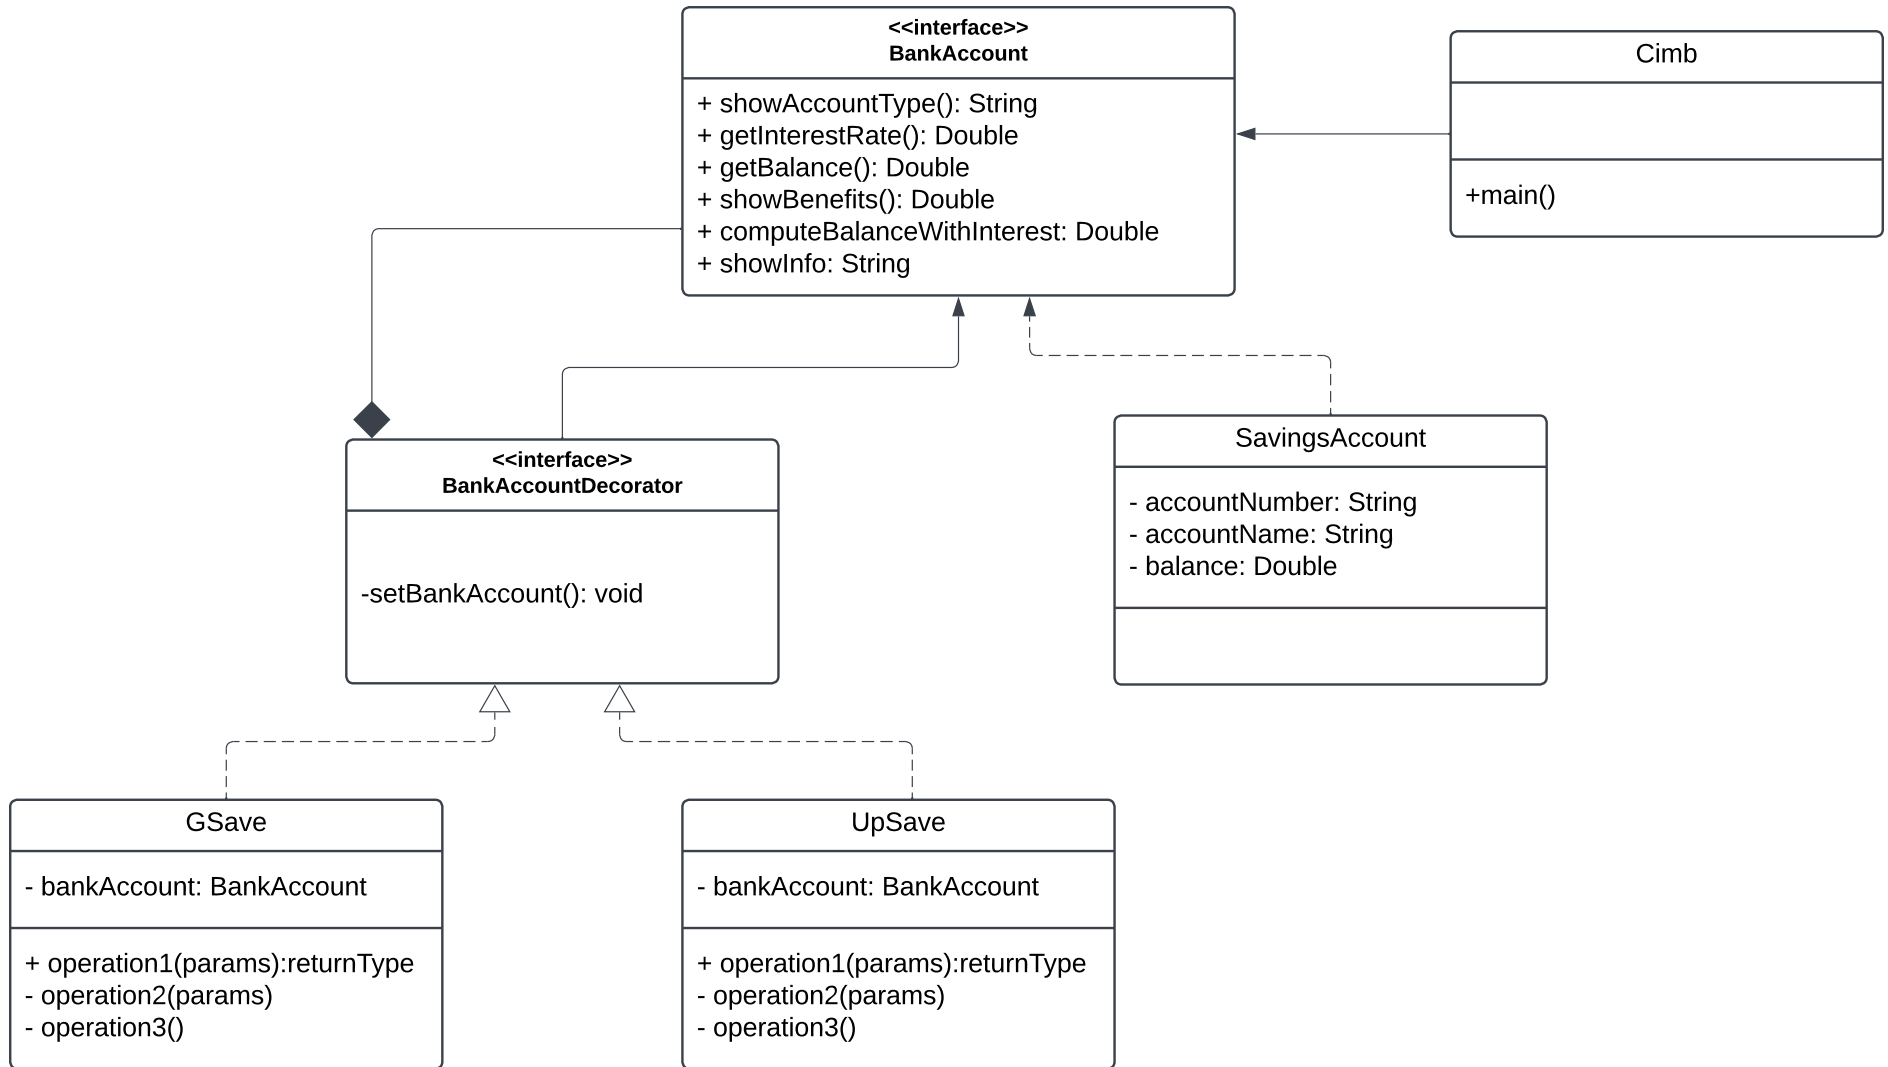 <<interface>>
BankAccount
+ showAccountType(): String
+ getInterestRate(): Double
+ getBalance(): Double
+ showBenefits(): Double
+ computeBalanceWithInterest: Double
+ showInfo: String
Cimb
+main()
<<interface>>
BankAccountDecorator
-setBankAccount(): void
SavingsAccount
- accountNumber: String
- accountName: String
- balance: Double
GSave
- bankAccount: BankAccount
+ operation1(params):returnType
- operation2(params)
- operation3()
UpSave
- bankAccount: BankAccount
+ operation1(params):returnType
- operation2(params)
- operation3()